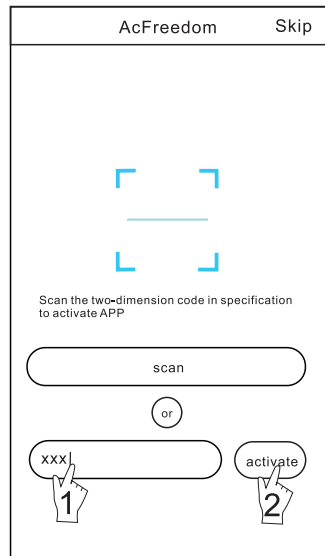 AcFreedom Skip
Scan the two-dimension code in specification
to activate APP
scan
or
xxx activate
1 2